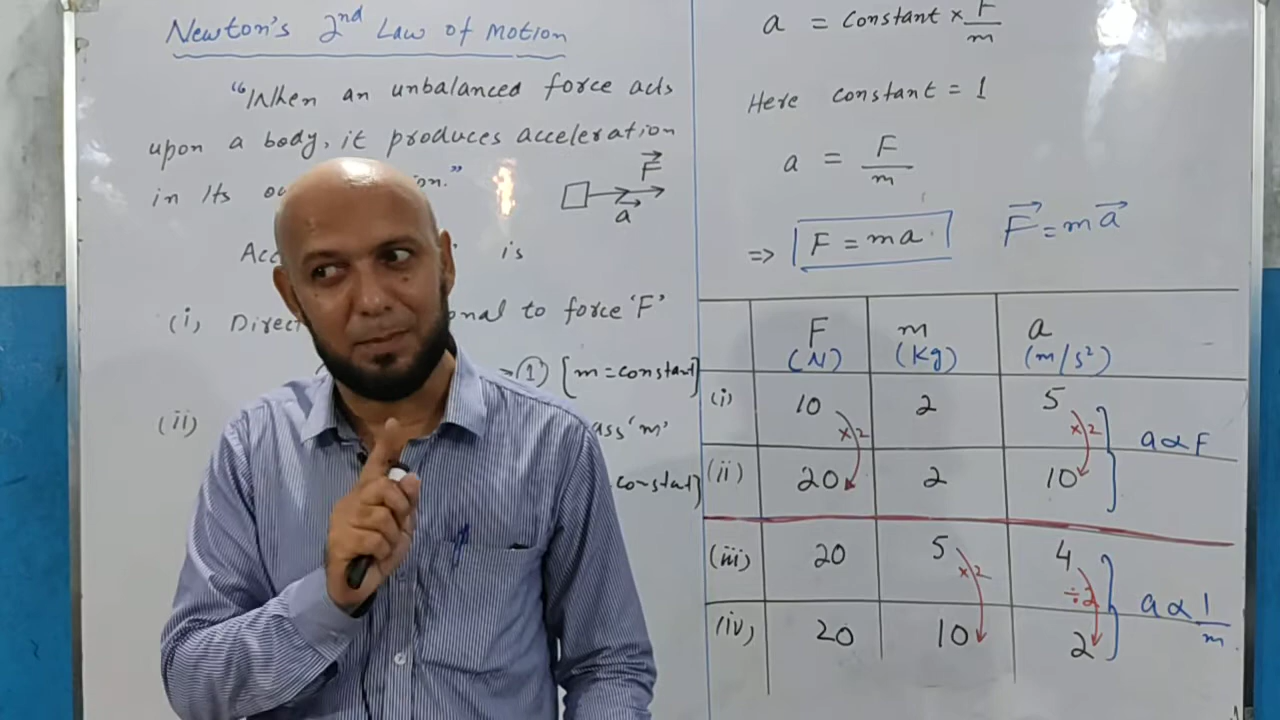 Newton's 2nd Law of Motion
"When an unbalanced force acts
upon a body, it produces acceleration
in Its
F⃗
a⃗
is
(i) to force 'F'
① [m=constant]
(ii) 'm'
a = Constant × F/m
Here constant = 1
a = F/m
=> F = ma. F⃗ = ma⃗
F m a
(N) (Kg) (m/s²)
(i) 10 2 5
×2 ×2 a ∝ F
(ii) 20 2 10
(iii) 20 5 4
×2 ÷2 a ∝ 1/m
(iv) 20 10 2